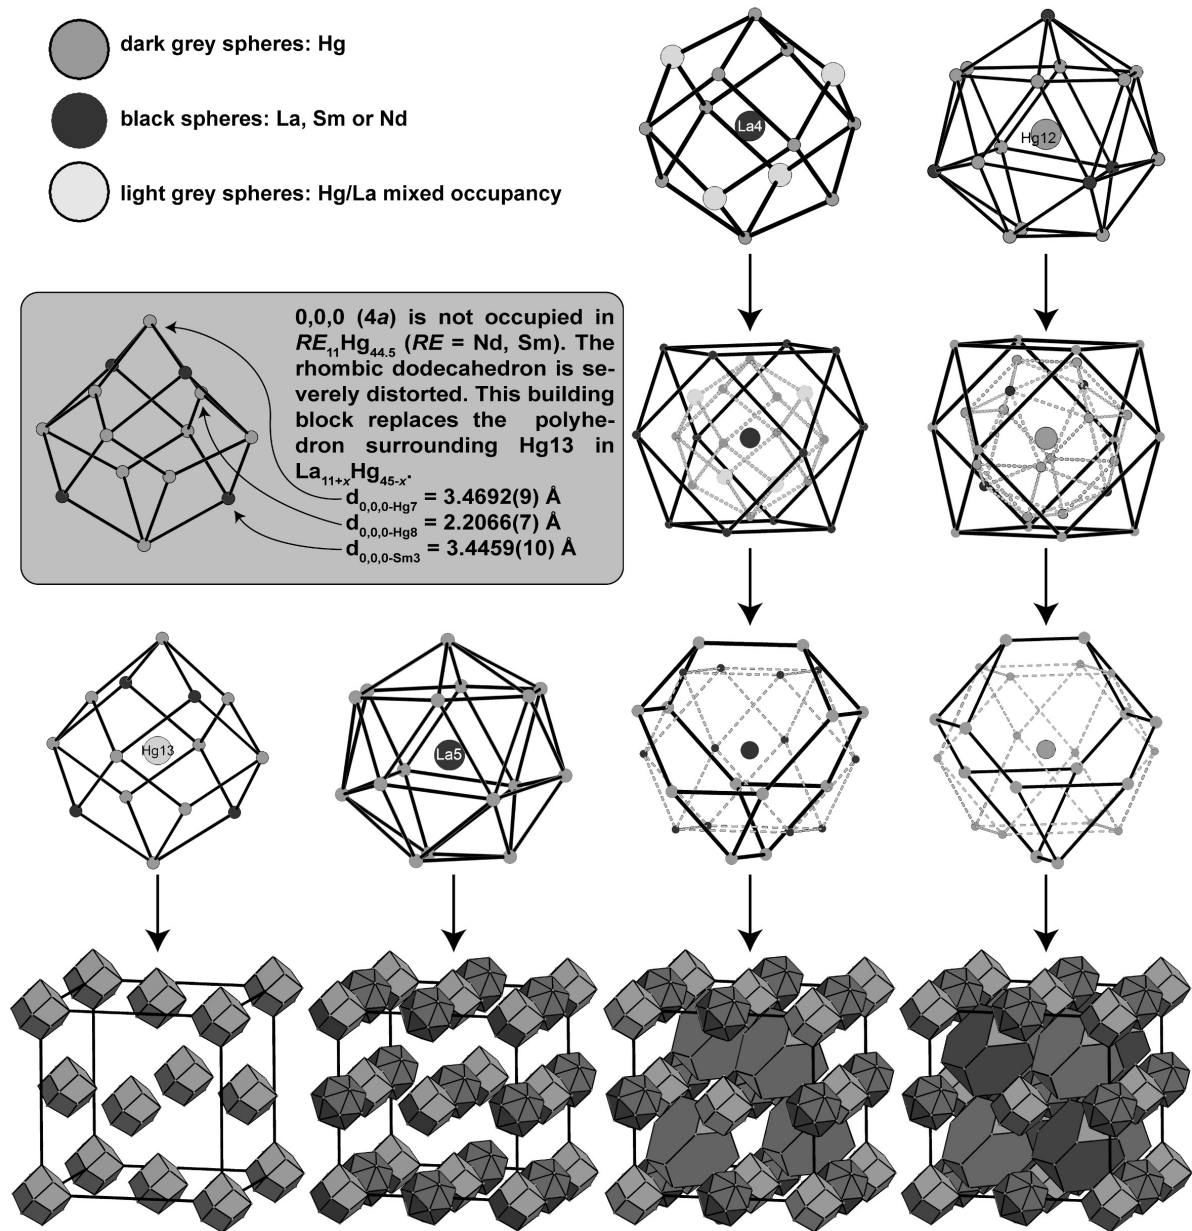 dark grey spheres: Hg
black spheres: La, Sm or Nd
light grey spheres: Hg/La mixed occupancy
La4
Hg12
0,0,0 (4a) is not occupied in
RE11Hg44.5 (RE = Nd, Sm). The
rhombic dodecahedron is se-
verely distorted. This building
block replaces the polyhe-
dron surrounding Hg13 in
La11+xHg45-x.
d0,0,0-Hg7 = 3.4692(9) Å
d0,0,0-Hg8 = 2.2066(7) Å
d0,0,0-Sm3 = 3.4459(10) Å
Hg13
La5